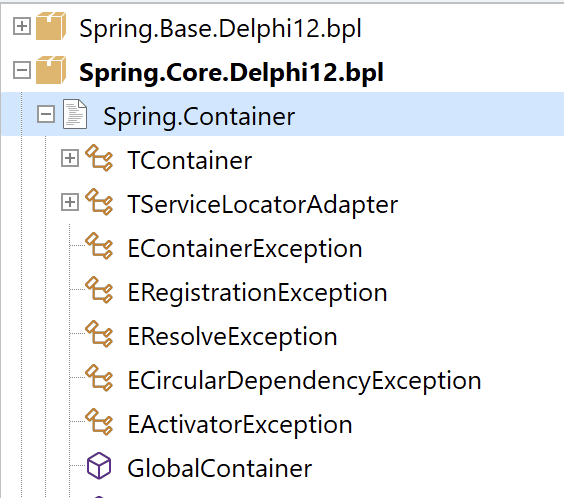 Spring.Base.Delphi12.bpl
Spring.Core.Delphi12.bpl
Spring.Container
TContainer
TServiceLocatorAdapter
EContainerException
ERegistrationException
EResolveException
ECircularDependencyException
EActivatorException
GlobalContainer